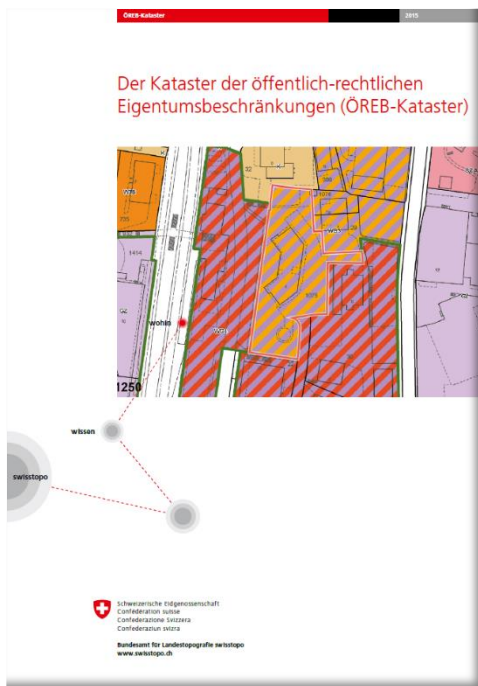 ÖREB-Kataster
2015
Der Kataster der öffentlich-rechtlichen
Eigentumsbeschränkungen (ÖREB-Kataster)
wohin
1250
wissen
swisstopo
Schweizerische Eidgenossenschaft
Confédération suisse
Confederazione Svizzera
Confederaziun svizra
Bundesamt für Landestopografie swisstopo
www.swisstopo.ch